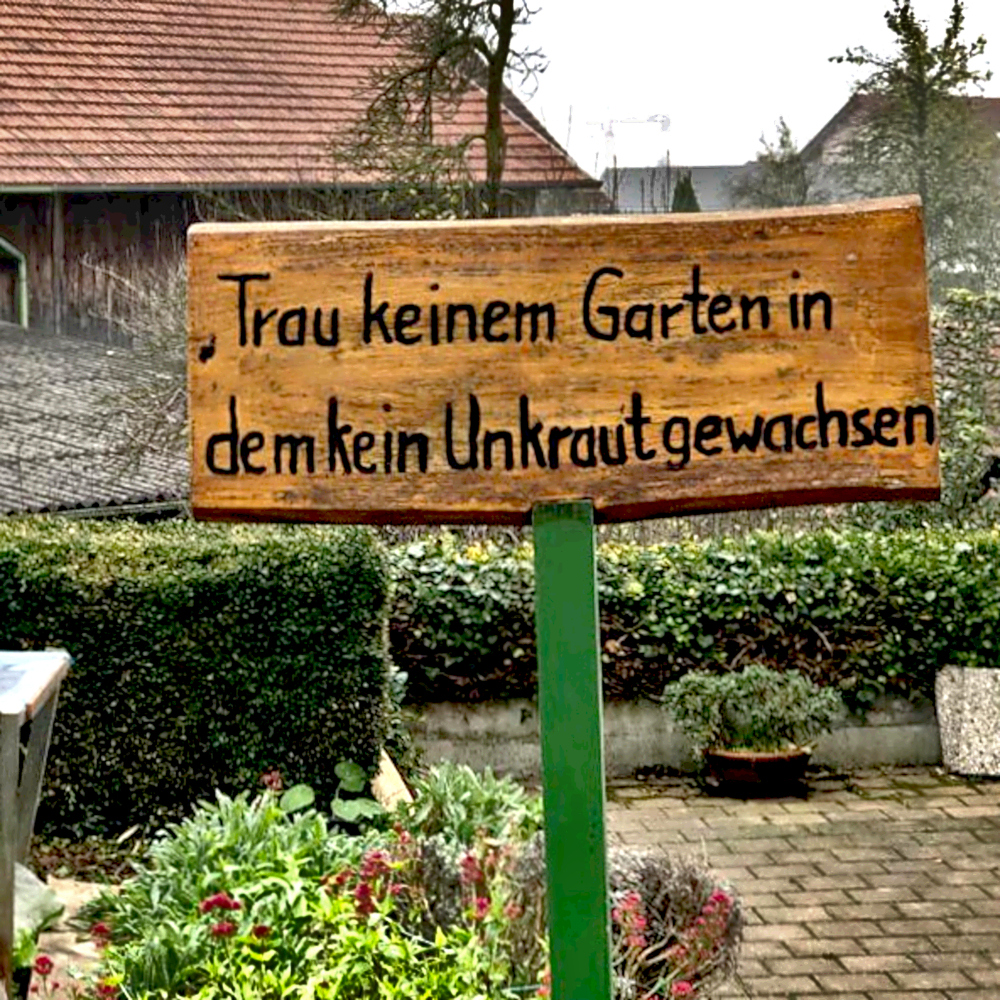 „Trau keinem Garten in
dem kein Unkraut gewachsen